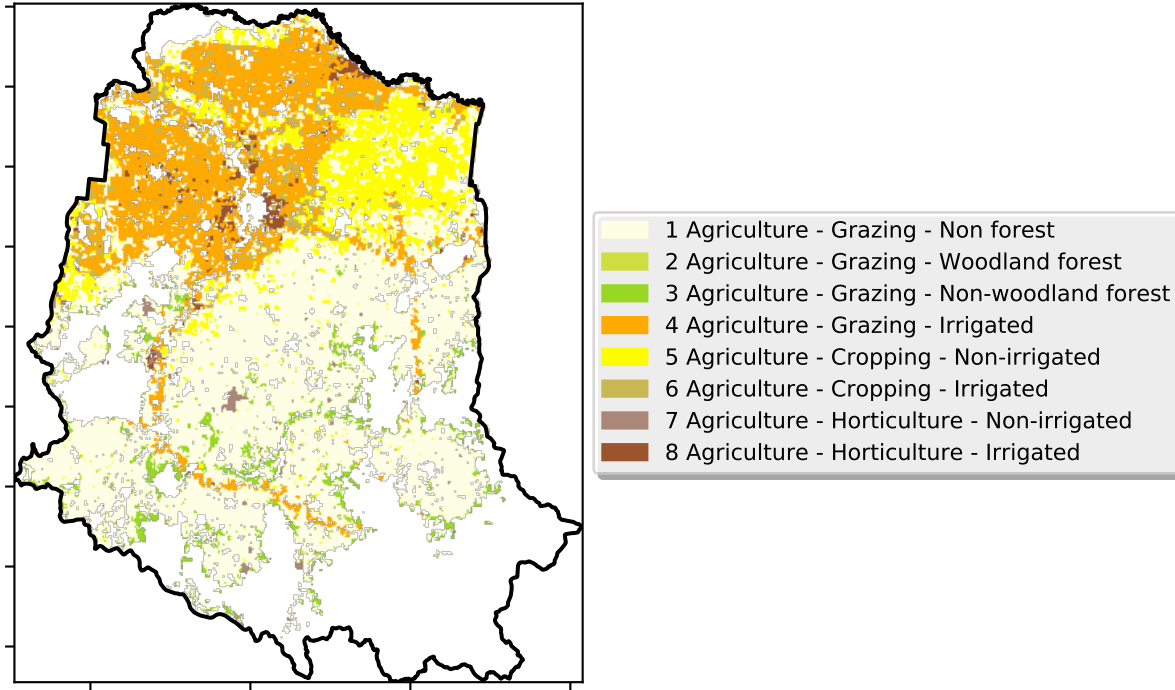 1 Agriculture - Grazing - Non forest
2 Agriculture - Grazing - Woodland forest
3 Agriculture - Grazing - Non-woodland forest
4 Agriculture - Grazing - Irrigated
5 Agriculture - Cropping - Non-irrigated
6 Agriculture - Cropping - Irrigated
7 Agriculture - Horticulture - Non-irrigated
8 Agriculture - Horticulture - Irrigated